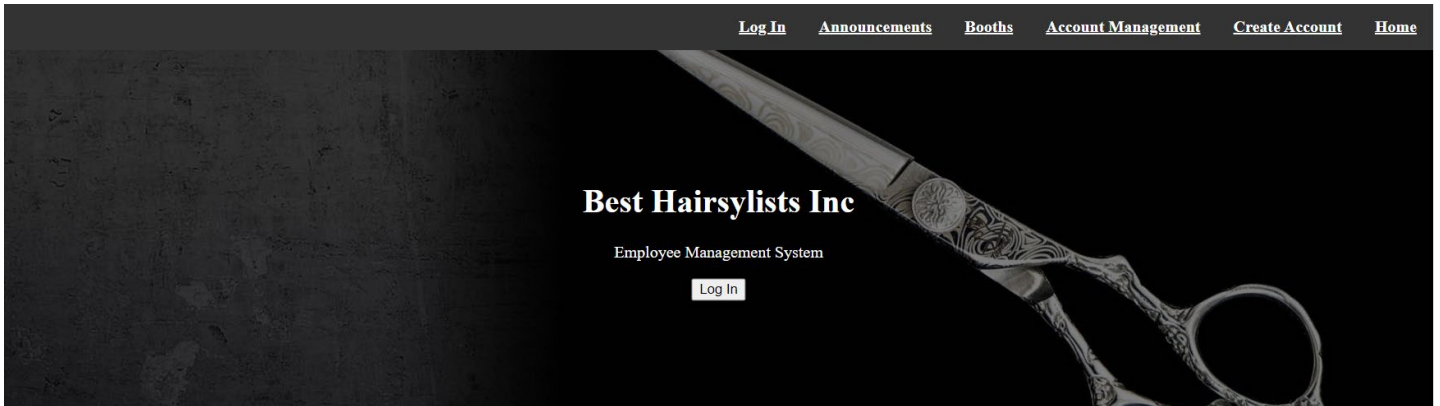 Log In Announcements Booths Account Management Create Account Home
Best Hairsylists Inc
Employee Management System
Log In